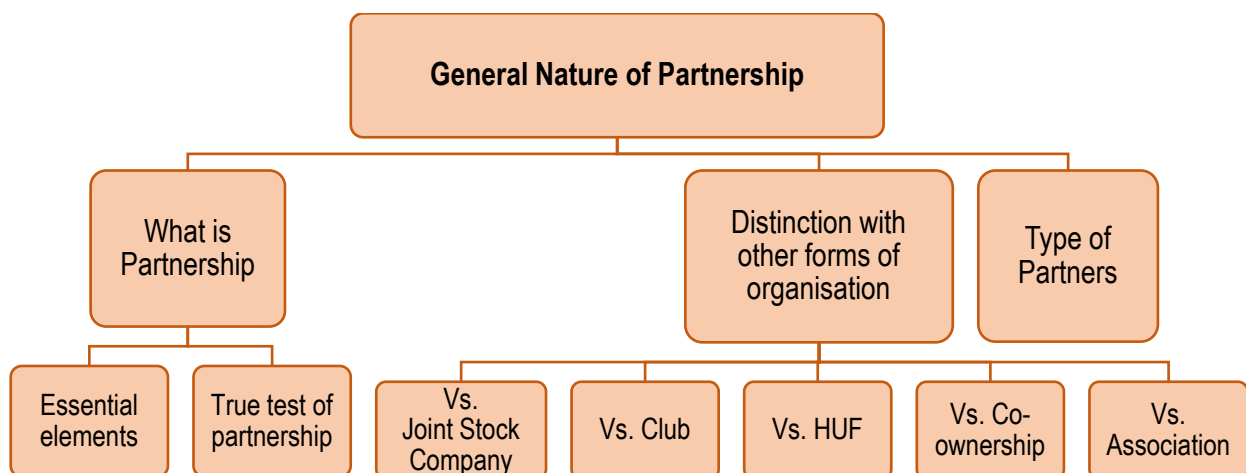 General Nature of Partnership
What is
Partnership
Distinction with
other forms of
organisation
Type of
Partners
Essential
elements
True test of
partnership
Vs.
Joint Stock
Company
Vs. Club
Vs. HUF
Vs. Co-
ownership
Vs.
Association